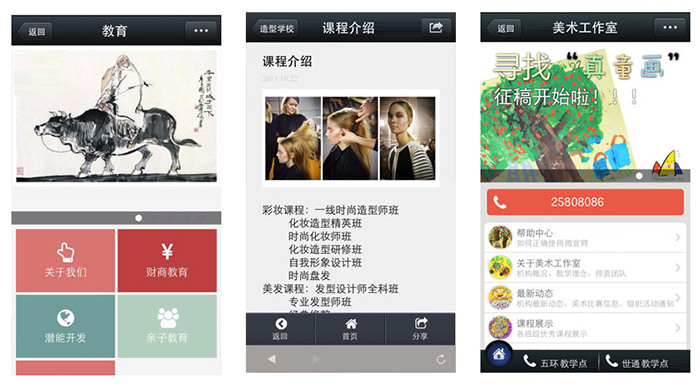 返回
教育
关于我们
¥
财商教育
潜能开发
亲子教育
造型学校
课程介绍
课程介绍
2013.10.22
彩妆课程：一线时尚造型师班
化妆造型精英班
时尚化妆师班
化妆造型研修班
自我形象设计班
时尚盘发
美发课程：发型设计师全科班
专业发型师班
经典修剪
返回
首页
分享
返回
美术工作室
寻找“真童画”
征稿开始啦！！！
25808086
帮助中心
如何正确使用微官网
关于美术工作室
机构概况、教学理念、师资团队
最新动态
机构最新动态、美术比赛信息、组织活动通知
课程展示
各班组优秀课程展示
五环教学点
世通教学点